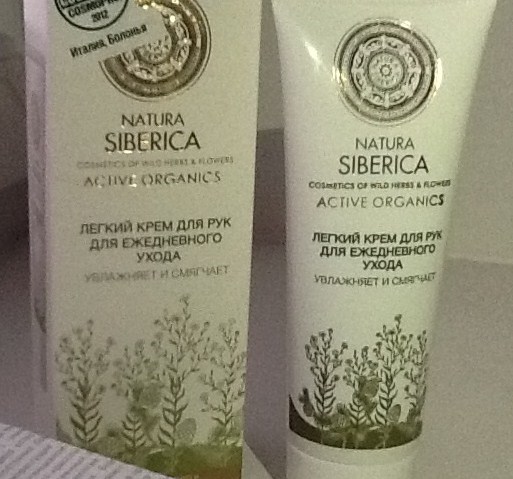 COSMOPROF
2012
Италия, Болонья
NATURA
SIBERICA
COSMETICS OF WILD HERBS & FLOWERS
ACTIVE ORGANICS
ЛЕГКИЙ КРЕМ ДЛЯ РУК
ДЛЯ ЕЖЕДНЕВНОГО
УХОДА
УВЛАЖНЯЕТ И СМЯГЧАЕТ
NATURA
SIBERICA
COSMETICS OF WILD HERBS & FLOWERS
ACTIVE ORGANICS
ЛЕГКИЙ КРЕМ ДЛЯ РУК
ДЛЯ ЕЖЕДНЕВНОГО
УХОДА
УВЛАЖНЯЕТ И СМЯГЧАЕТ